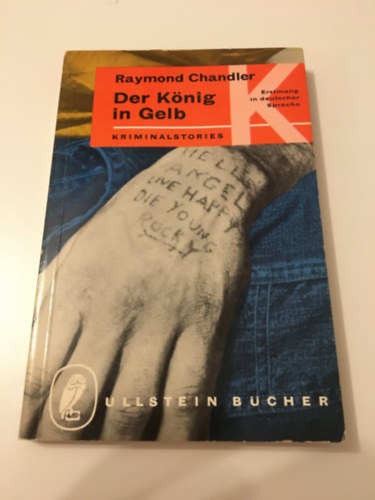 Raymond Chandler
Der König
in Gelb
KRIMINALSTORIES
K
Erstmalig
in deutscher
Sprache
HELL
ANGEL
LIVE HAPPY
DIE YOUNG
ROCKY
ULLSTEIN BÜCHER